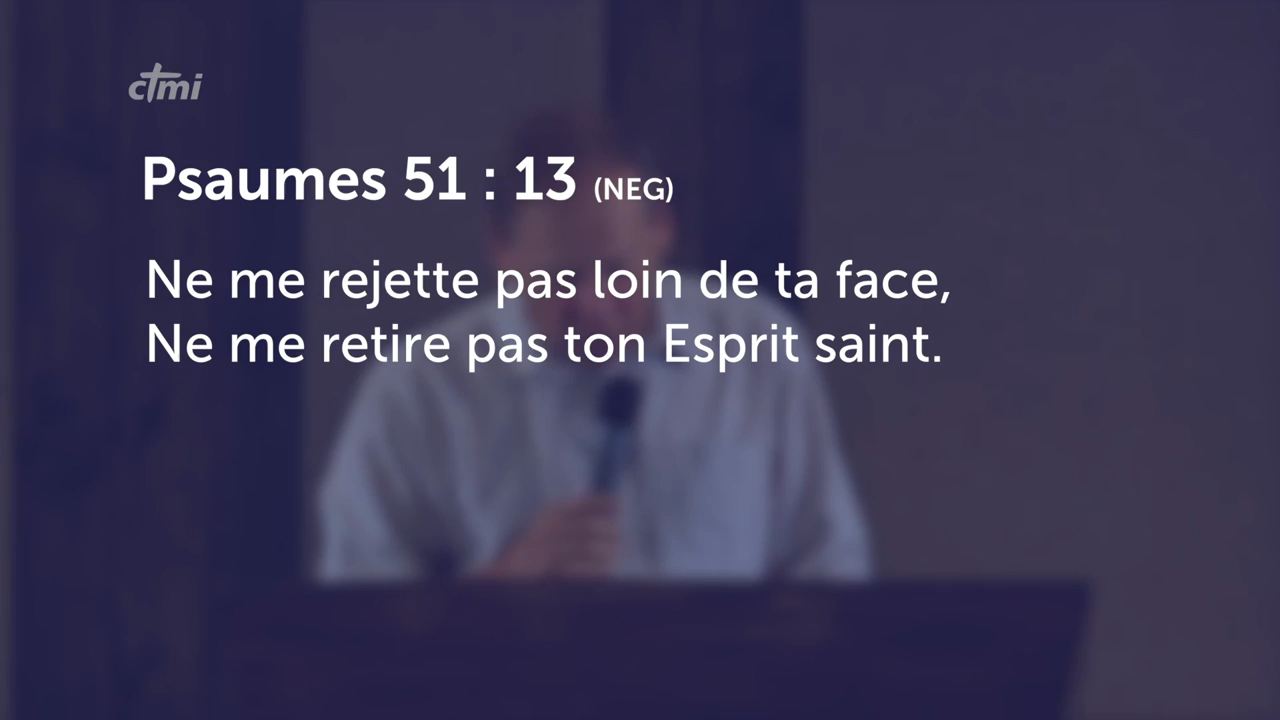 ctmi
Psaumes 51 : 13 (NEG)
Ne me rejette pas loin de ta face,
Ne me retire pas ton Esprit saint.